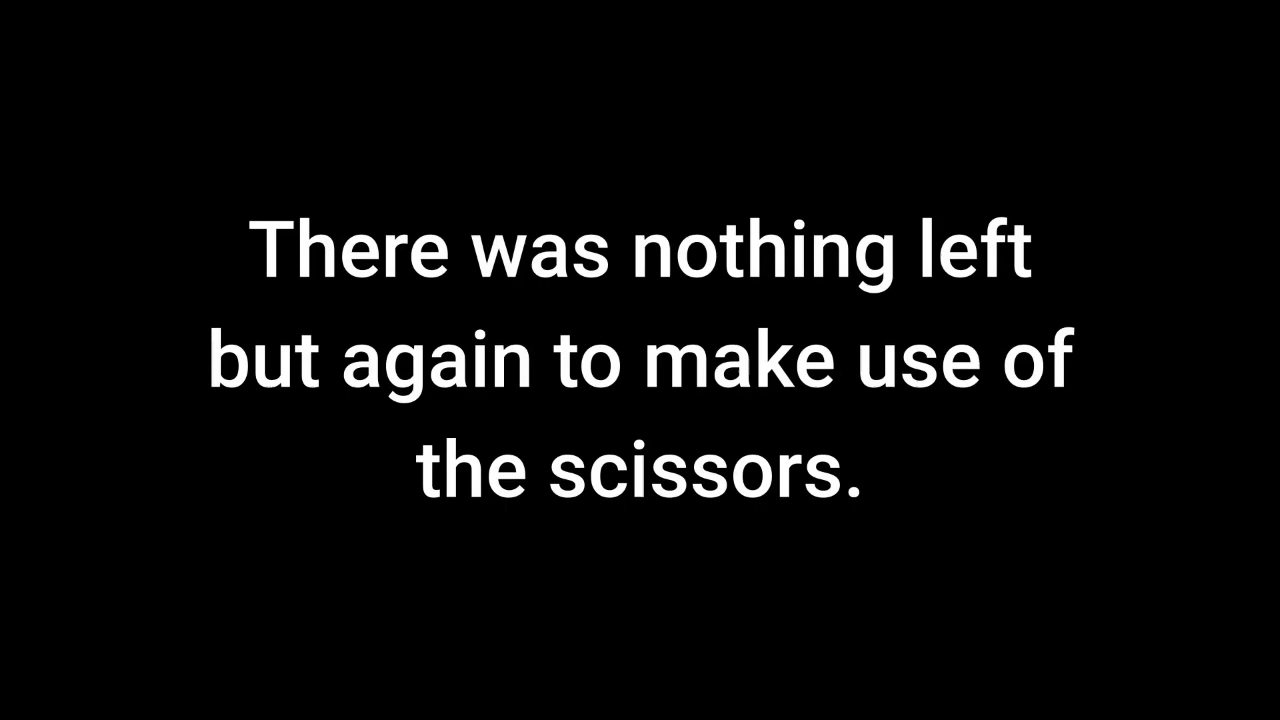 There was nothing left
but again to make use of
the scissors.